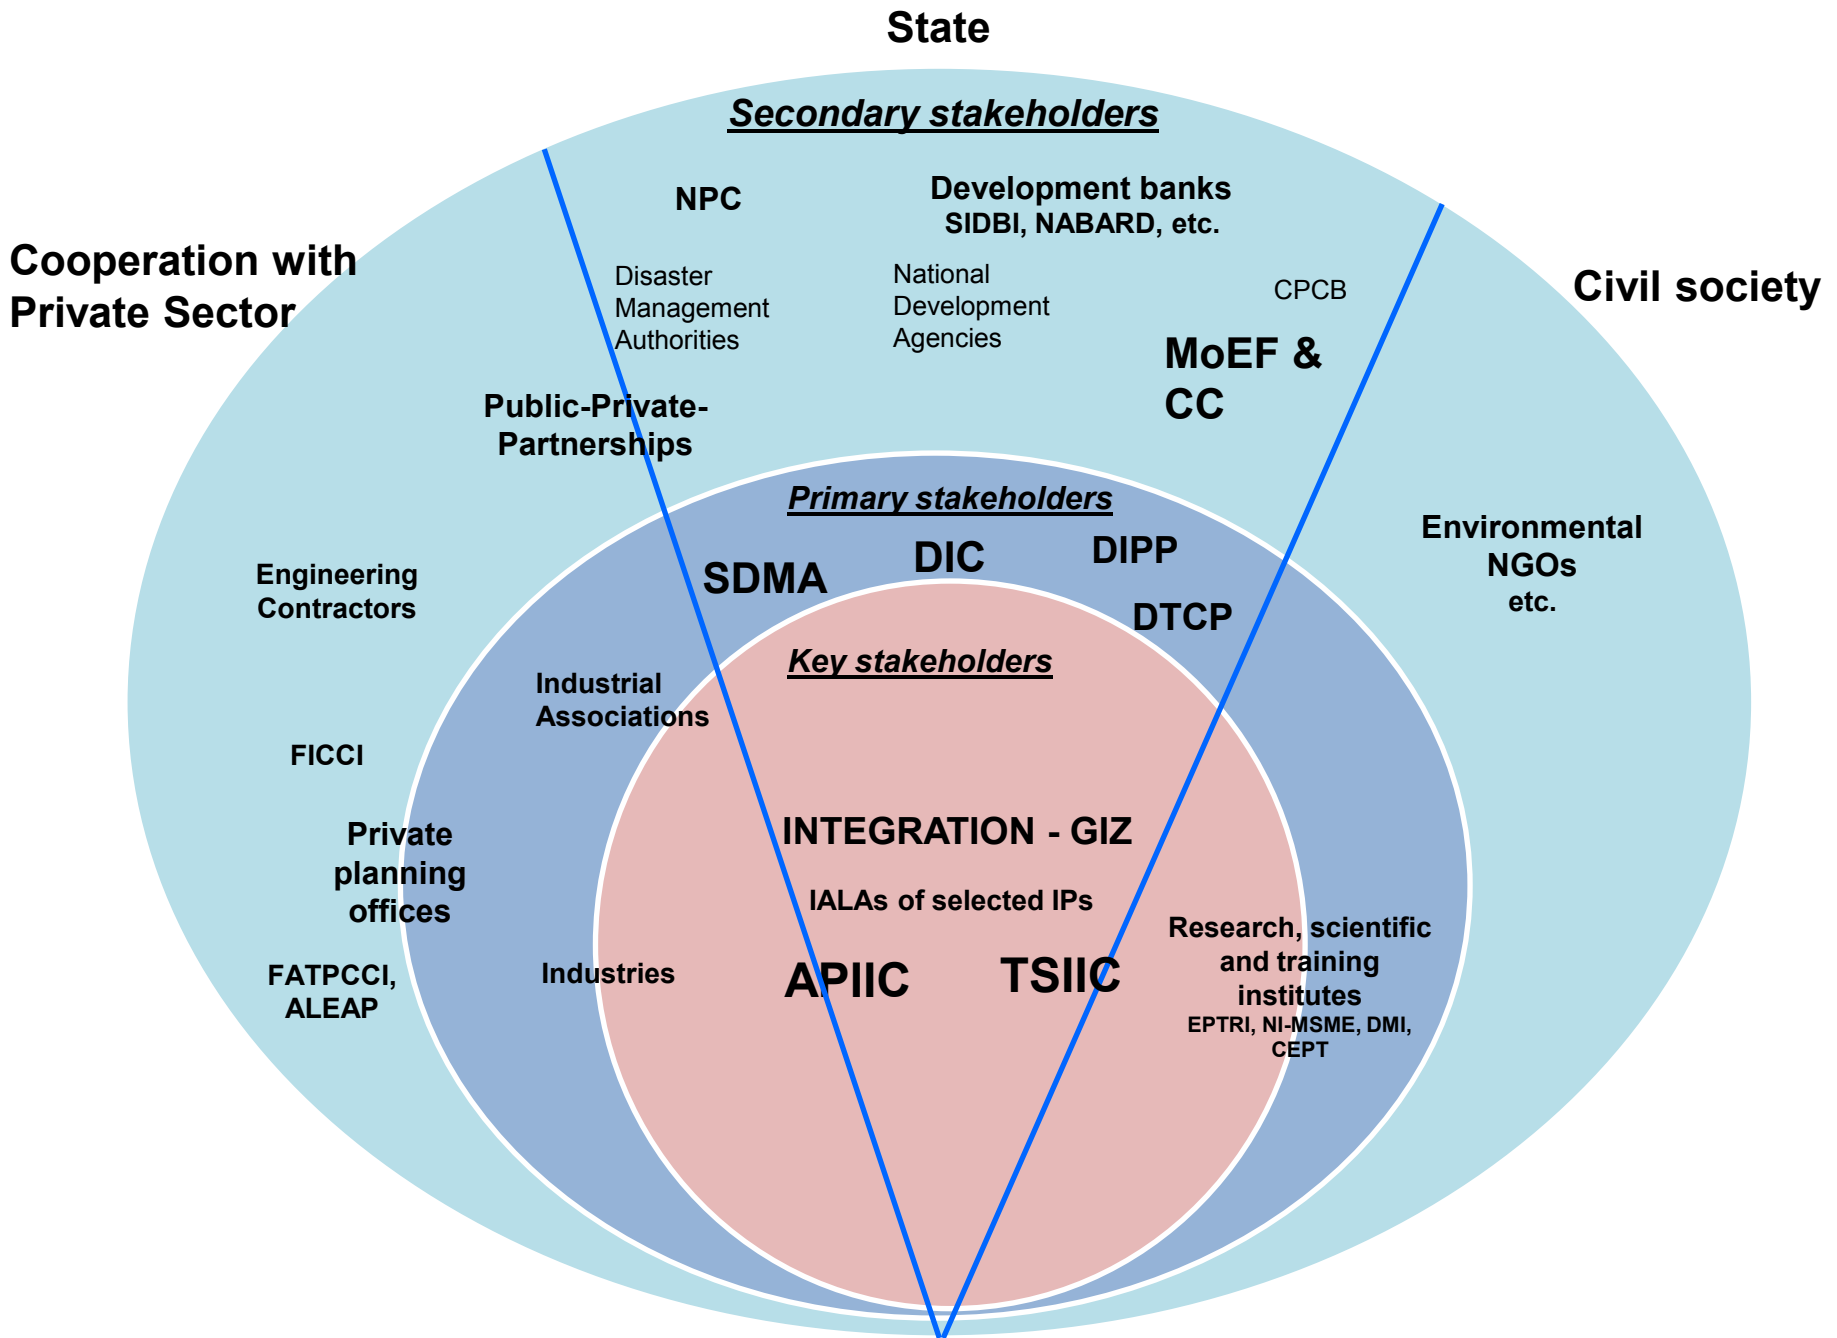 State
Secondary stakeholders
NPC
Development banks
SIDBI, NABARD, etc.
Cooperation with
Private Sector
Disaster
Management
Authorities
National
Development
Agencies
CPCB
Civil society
MoEF &
CC
Public-Private-
Partnerships
Primary stakeholders
SDMA
DIC
DIPP
DTCP
Environmental
NGOs
etc.
Engineering
Contractors
Key stakeholders
Industrial
Associations
FICCI
Private
planning
offices
INTEGRATION - GIZ
IALAs of selected IPs
FATPCCI,
ALEAP
Industries
APIIC
TSIIC
Research, scientific
and training
institutes
EPTRI, NI-MSME, DMI,
CEPT